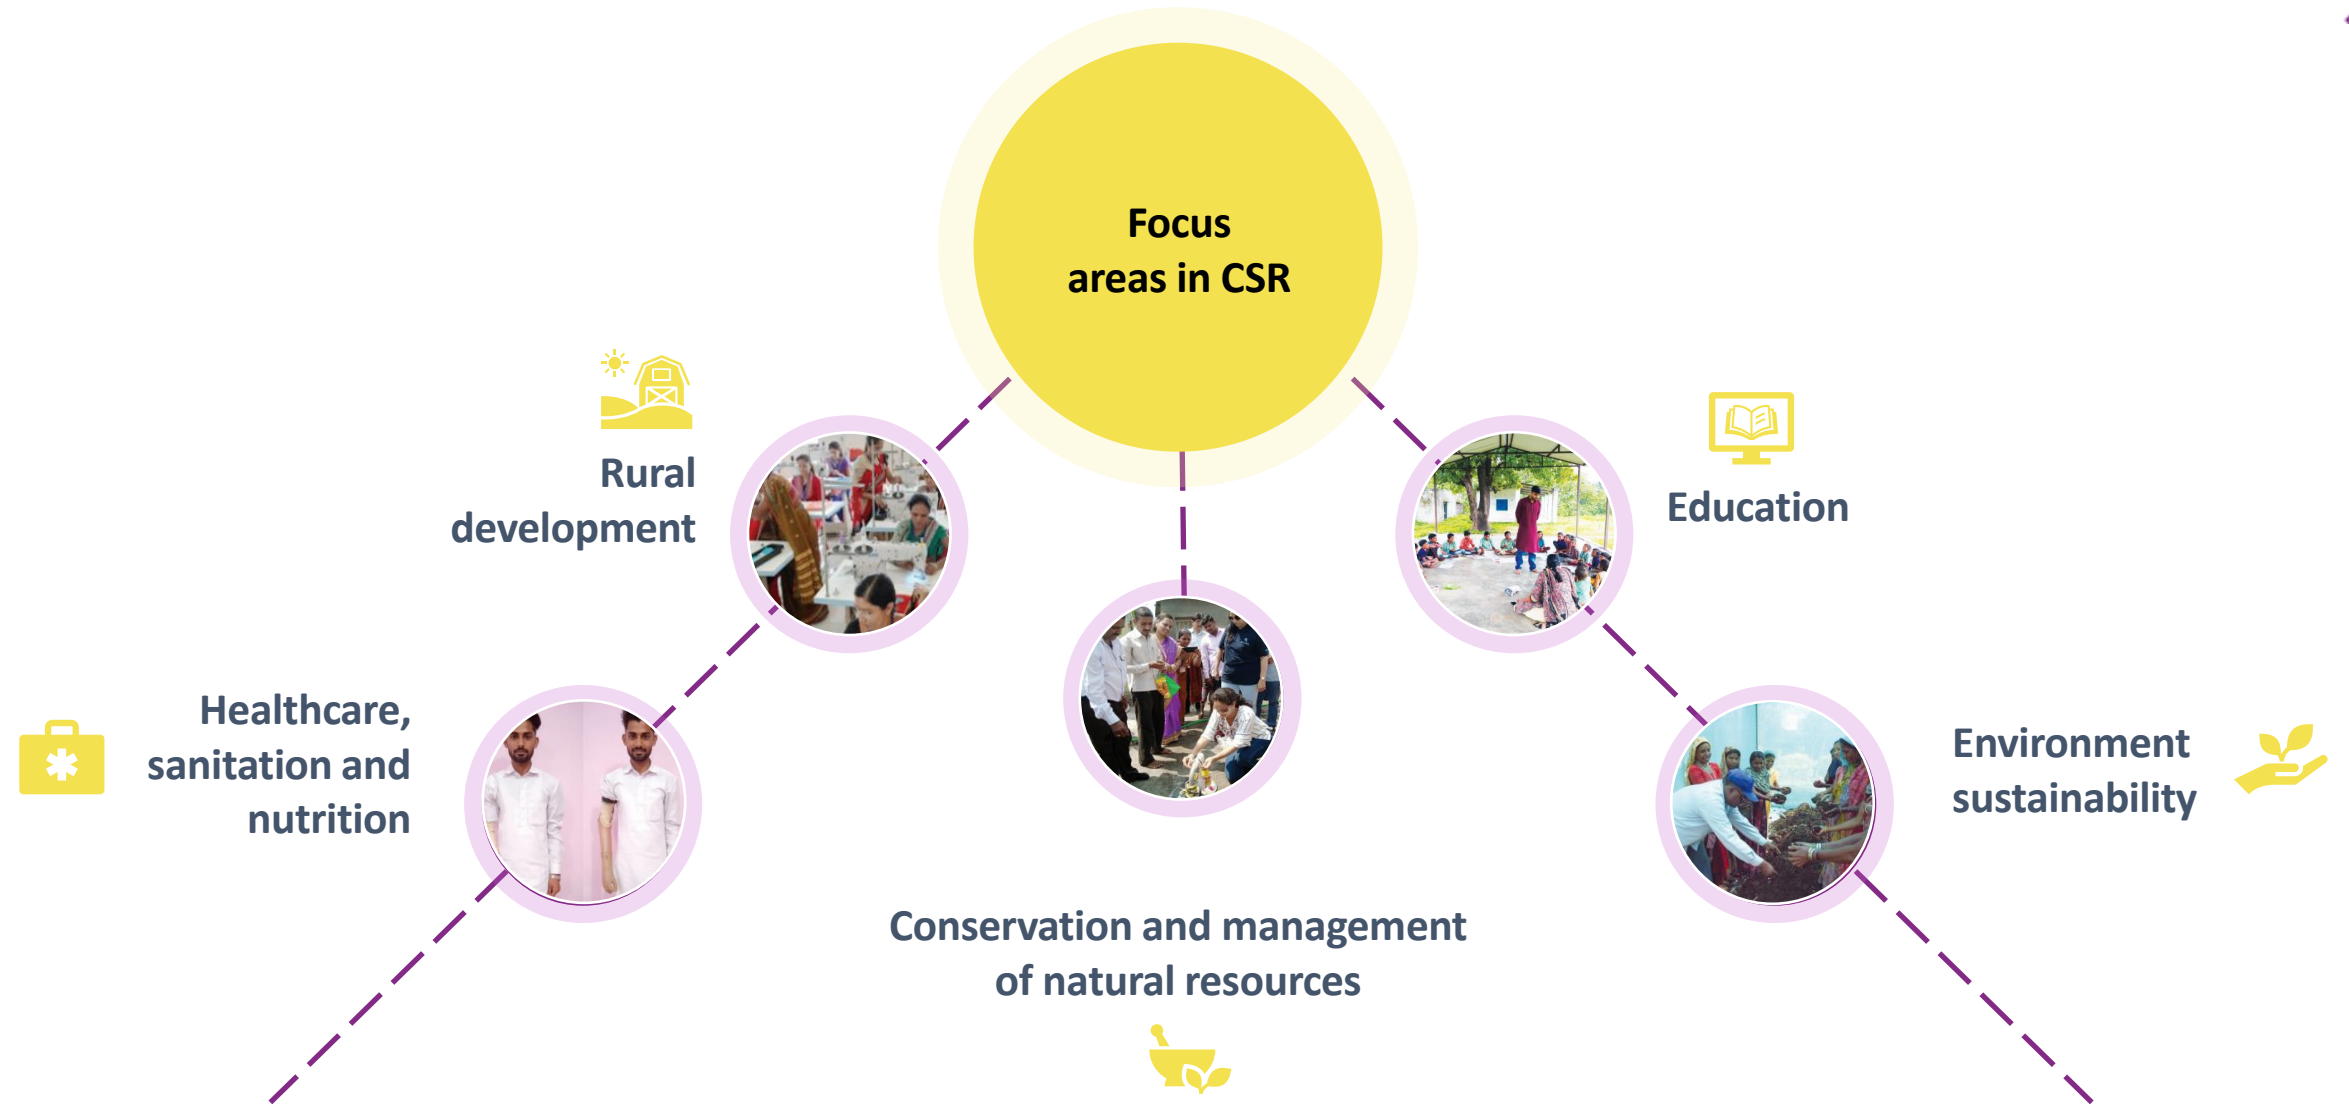 Focus
areas in CSR
Rural
development
Education
Healthcare,
sanitation and
nutrition
Environment
sustainability
Conservation and management
of natural resources